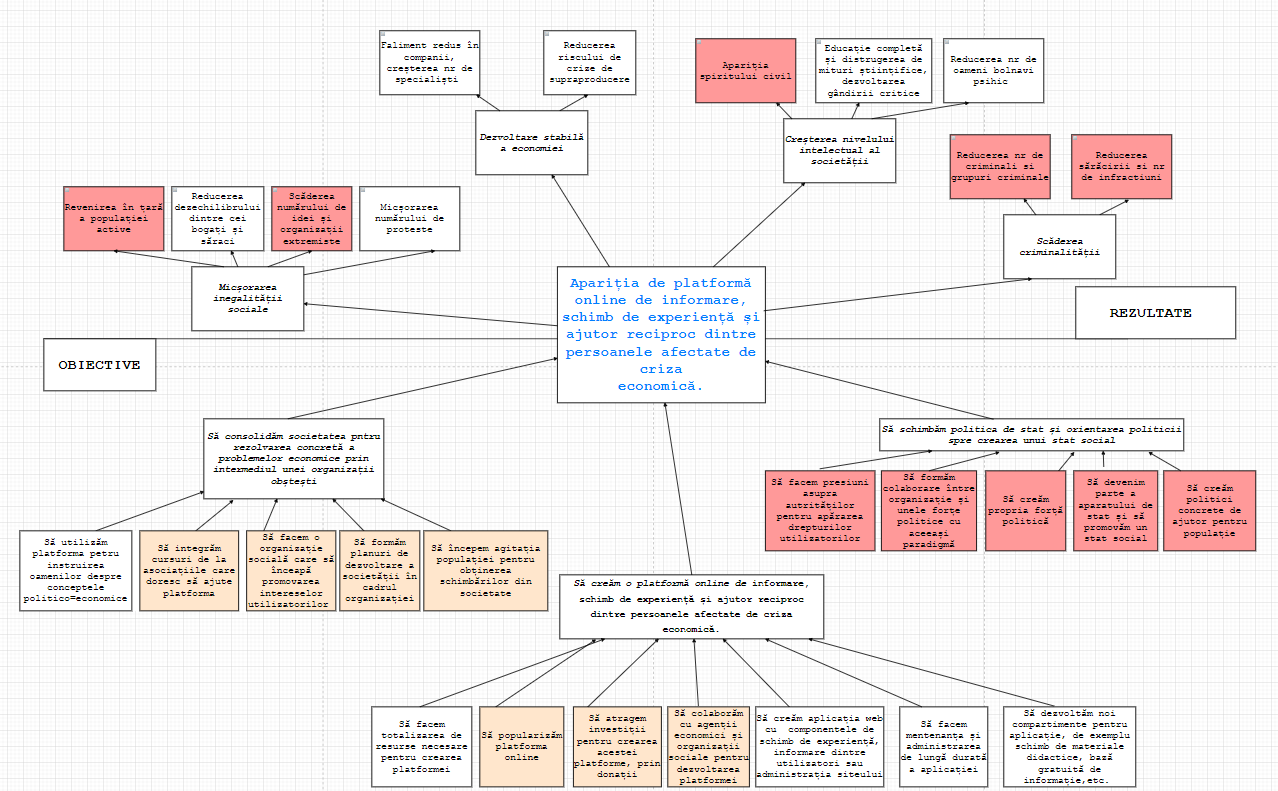 Faliment redus în
companii,
creșterea nr de
specialiști
Reducerea
riscului de
crize de
supraproducere
Apariția
spiritului civil
Educație completă
și distrugerea de
mituri științifice,
dezvoltarea
gândirii critice
Reducerea nr de
oameni bolnavi
psihic
Dezvoltare stabilă
a economiei
Creșterea nivelului
intelectual al
societății
Reducerea nr de
criminali si
grupuri criminale
Reducerea
sărăcirii si nr
de infractiuni
Revenirea în țară
a populației
active
Reducerea
dezechilibrului
dintre cei
bogați și
săraci
Scăderea
numărului de
idei și
organizații
extremiste
Micșorarea
numărului de
proteste
Scăderea
criminalității
Micșorarea
inegalității
sociale
Apariția de platformă
online de informare,
schimb de experiență și
ajutor reciproc dintre
persoanele afectate de
criza
economică.
REZULTATE
OBIECTIVE
Să consolidăm societatea pntru
rezolvarea concretă a
problemelor economice prin
intermediul unei organizații
obștești
Să schimbăm politica de stat și orientarea politicii
spre crearea unui stat social
Să facem presiuni
asupra
autrităților
pentru apărarea
drepturilor
utilizatorilor
Să formăm
colaborare între
organizație și
unele forțe
politice cu
aceeași
paradigmă
Să creăm
propria forță
politică
Să devenim
parte a
aparatului de
stat și să
promovăm un
stat social
Să creăm
politici
concrete de
ajutor pentru
populație
Să utilizăm
platforma petru
instruirea
oamenilor despre
conceptele
politico=economice
Să integrăm
cursuri de la
asociațiile care
doresc să ajute
platforma
Să facem o
organizație
socială care să
înceapă
promovarea
intereselor
utilizatorilor
Să formăm
planuri de
dezvoltare a
societății în
cadrul
organizației
Să începem agitația
populației pentru
obținerea
schimbărilor din
societate
Să creăm o platformă online de informare,
schimb de experiență și ajutor reciproc
dintre persoanele afectate de criza
economică.
Să facem
totalizarea de
resurse necesare
pentru crearea
platformei
Să popularizăm
platforma
online
Să atragem
investiții
pentru crearea
acestei
platforme, prin
donații
Să colaborăm
cu agenții
economici și
organizații
sociale pentru
dezvoltarea
platformei
Să creăm aplicația web
cu componentele de
schimb de experiență,
informare dintre
utilizatori sau
administrația siteului
Să facem
mentenanța și
administrarea
de lungă durată
a aplicației
Să dezvoltăm noi
compartimente pentru
aplicație, de exemplu
schimb de materiale
didactice, bază
gratuită de
informație,etc.